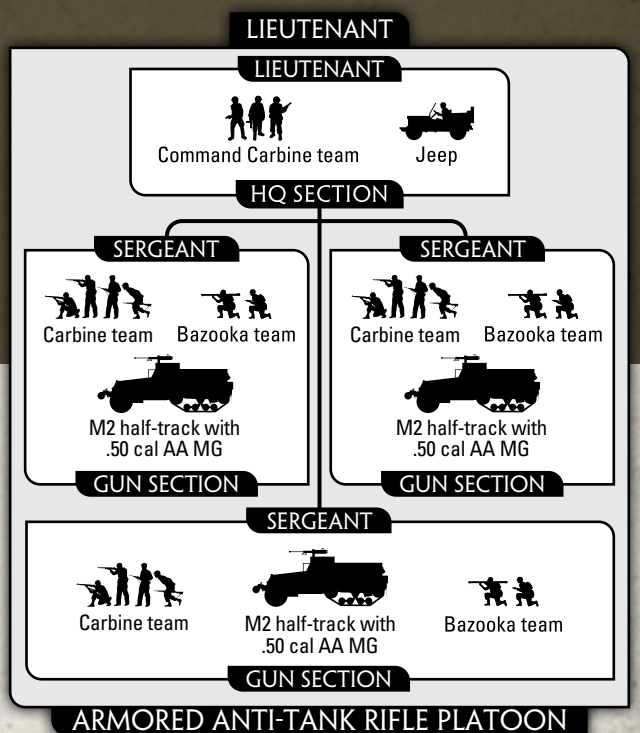 LIEUTENANT
LIEUTENANT
Command Carbine team
Jeep
HQ SECTION
SERGEANT
Carbine team
Bazooka team
M2 half-track with
.50 cal AA MG
GUN SECTION
SERGEANT
Carbine team
Bazooka team
M2 half-track with
.50 cal AA MG
GUN SECTION
SERGEANT
Carbine team
M2 half-track with
.50 cal AA MG
Bazooka team
GUN SECTION
ARMORED ANTI-TANK RIFLE PLATOON